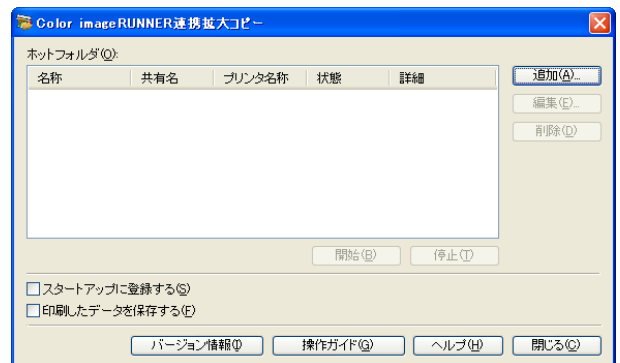 Color imageRUNNER連携拡大コピー
ホットフォルダ(O):
名称 共有名 プリンタ名称 状態 詳細
追加(A)...
編集(E)...
削除(D)
開始(B) 停止(T)
スタートアップに登録する(S)
印刷したデータを保存する(F)
バージョン情報(I) 操作ガイド(G) ヘルプ(H) 閉じる(C)